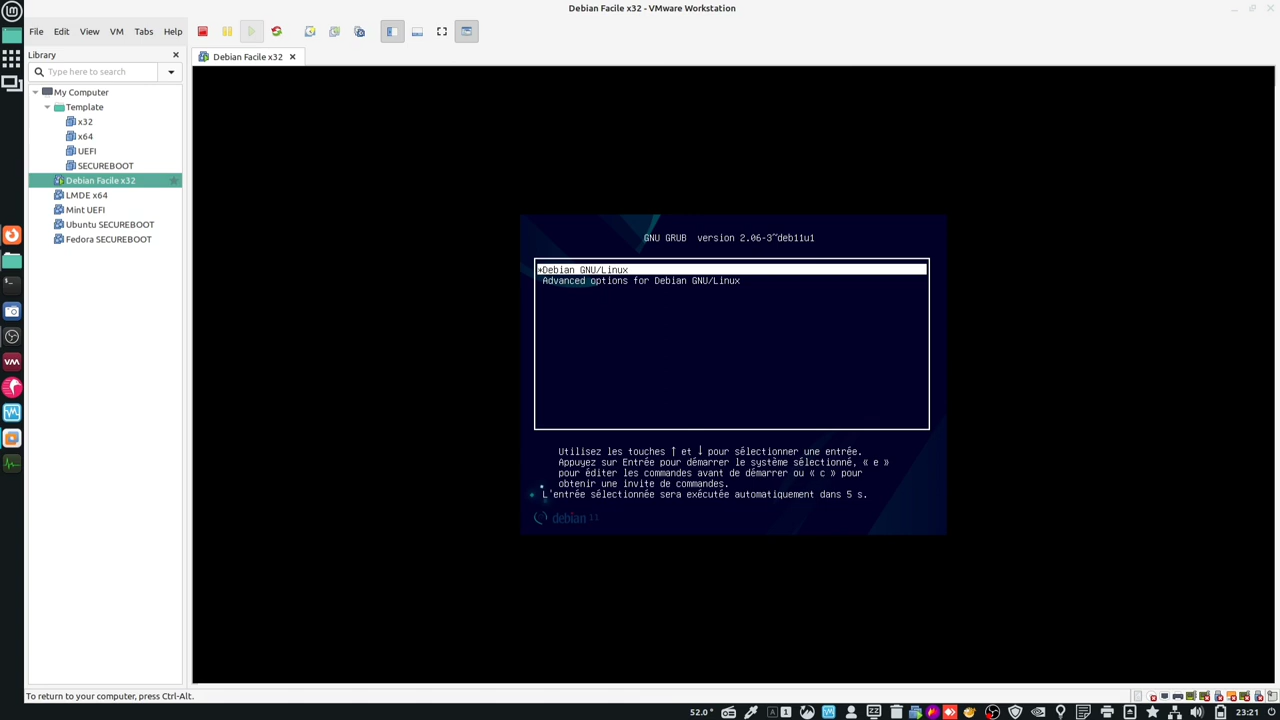 Debian Facile x32 - VMware Workstation
File Edit View VM Tabs Help
Library
Debian Facile x32
Type here to search
My Computer
Template
x32
x64
UEFI
SECUREBOOT
Debian Facile x32
LMDE x64
Mint UEFI
Ubuntu SECUREBOOT
Fedora SECUREBOOT
GNU GRUB version 2.06-3~deb11u1
*Debian GNU/Linux
Advanced options for Debian GNU/Linux
Utilisez les touches ↑ et ↓ pour sélectionner une entrée.
Appuyez sur Entrée pour démarrer le système sélectionné, « e »
pour éditer les commandes avant de démarrer ou « c » pour
obtenir une invite de commandes.
L'entrée sélectionnée sera exécutée automatiquement dans 5 s.
debian 11
To return to your computer, press Ctrl-Alt.
52.0° A 1 23:21